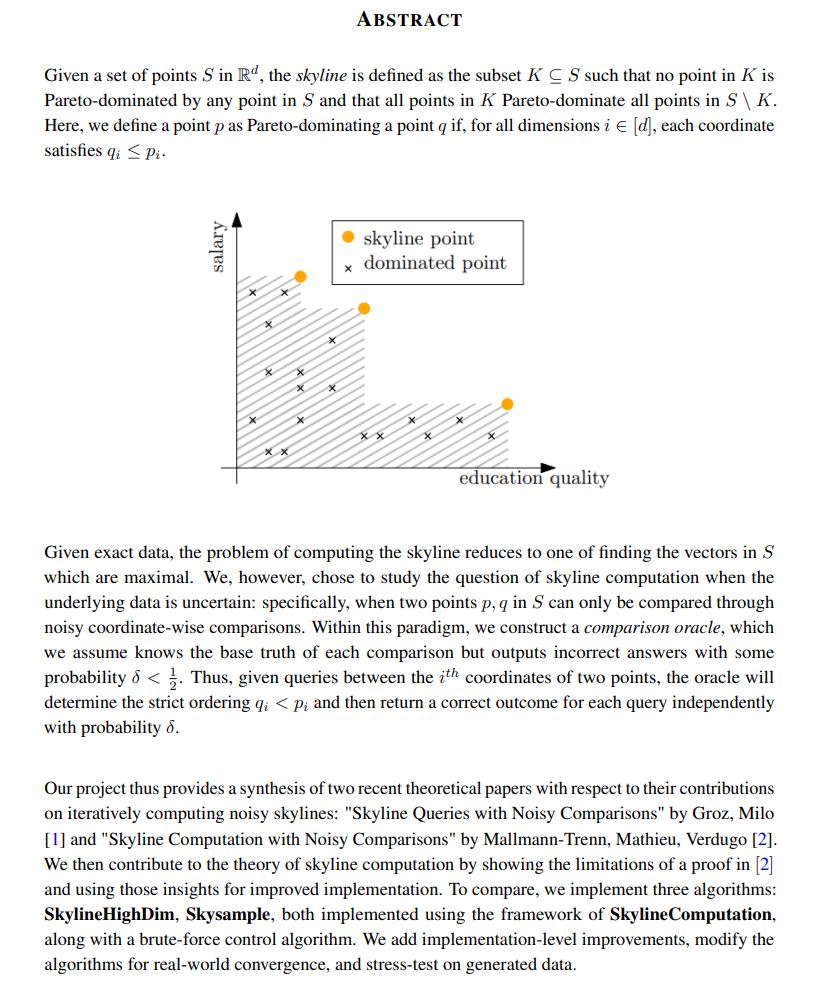 ABSTRACT
Given a set of points S in ℝᵈ, the skyline is defined as the subset K ⊆ S such that no point in K is
Pareto-dominated by any point in S and that all points in K Pareto-dominate all points in S \ K.
Here, we define a point p as Pareto-dominating a point q if, for all dimensions i ∈ [d], each coordinate
satisfies qᵢ ≤ pᵢ.
salary
skyline point
dominated point
education quality
Given exact data, the problem of computing the skyline reduces to one of finding the vectors in S
which are maximal. We, however, chose to study the question of skyline computation when the
underlying data is uncertain: specifically, when two points p, q in S can only be compared through
noisy coordinate-wise comparisons. Within this paradigm, we construct a comparison oracle, which
we assume knows the base truth of each comparison but outputs incorrect answers with some
probability δ < 1/2. Thus, given queries between the iᵗʰ coordinates of two points, the oracle will
determine the strict ordering qᵢ < pᵢ and then return a correct outcome for each query independently
with probability δ.
Our project thus provides a synthesis of two recent theoretical papers with respect to their contributions
on iteratively computing noisy skylines: "Skyline Queries with Noisy Comparisons" by Groz, Milo
[1] and "Skyline Computation with Noisy Comparisons" by Mallmann-Trenn, Mathieu, Verdugo [2].
We then contribute to the theory of skyline computation by showing the limitations of a proof in [2]
and using those insights for improved implementation. To compare, we implement three algorithms:
SkylineHighDim, Skysample, both implemented using the framework of SkylineComputation,
along with a brute-force control algorithm. We add implementation-level improvements, modify the
algorithms for real-world convergence, and stress-test on generated data.